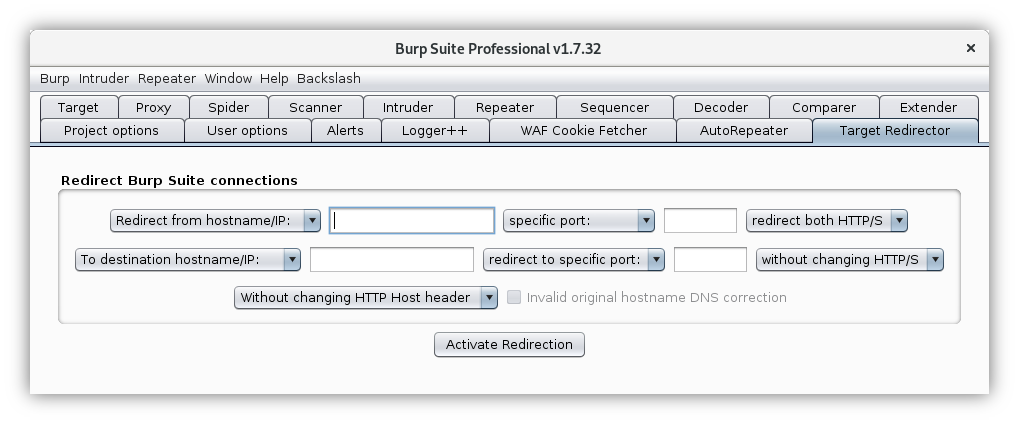 Burp Suite Professional v1.7.32 ×
Burp Intruder Repeater Window Help Backslash
Target Proxy Spider Scanner Intruder Repeater Sequencer Decoder Comparer Extender
Project options User options Alerts Logger++ WAF Cookie Fetcher AutoRepeater Target Redirector
Redirect Burp Suite connections
Redirect from hostname/IP: specific port: redirect both HTTP/S
To destination hostname/IP: redirect to specific port: without changing HTTP/S
Without changing HTTP Host header Invalid original hostname DNS correction
Activate Redirection